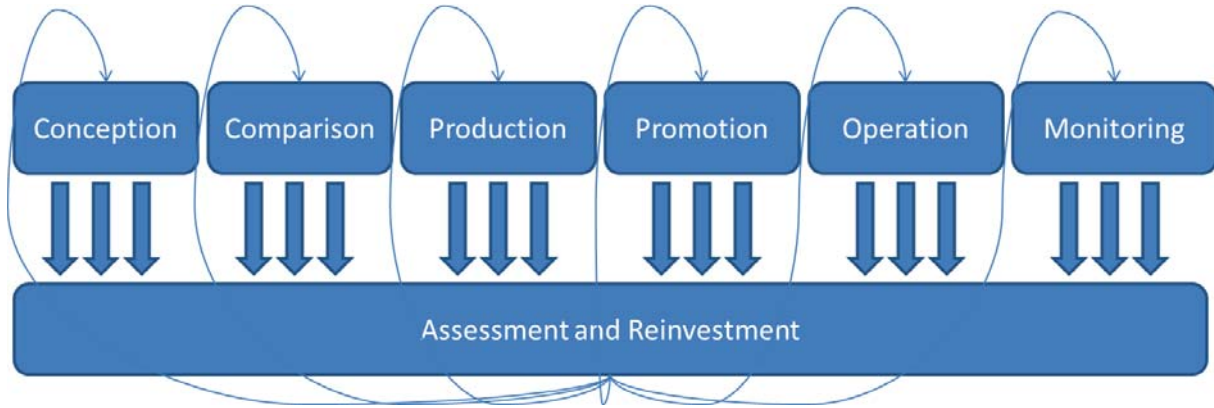 Conception Comparison Production Promotion Operation Monitoring
Assessment and Reinvestment